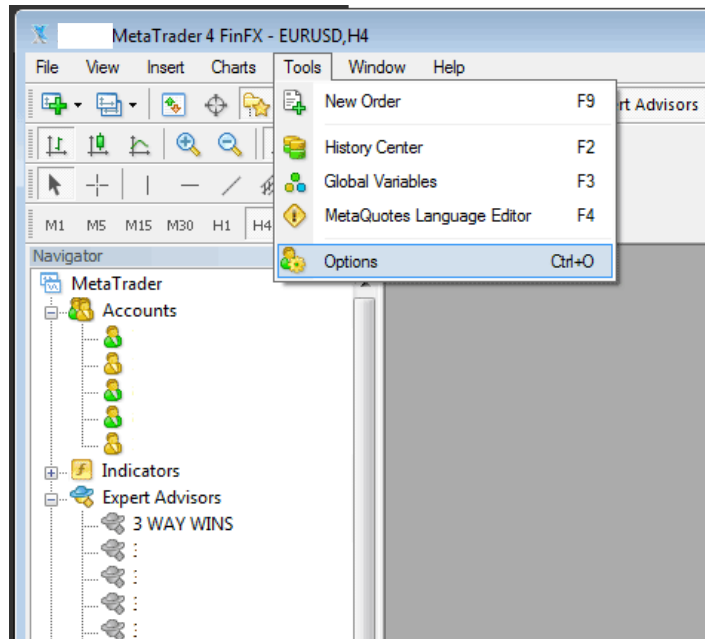 MetaTrader 4 FinFX - EURUSD,H4
File View Insert Charts Tools Window Help
New Order F9
rt Advisors
History Center F2
Global Variables F3
MetaQuotes Language Editor F4
M1 M5 M15 M30 H1 H4
Options Ctrl+O
Navigator
MetaTrader
Accounts
Indicators
Expert Advisors
3 WAY WINS